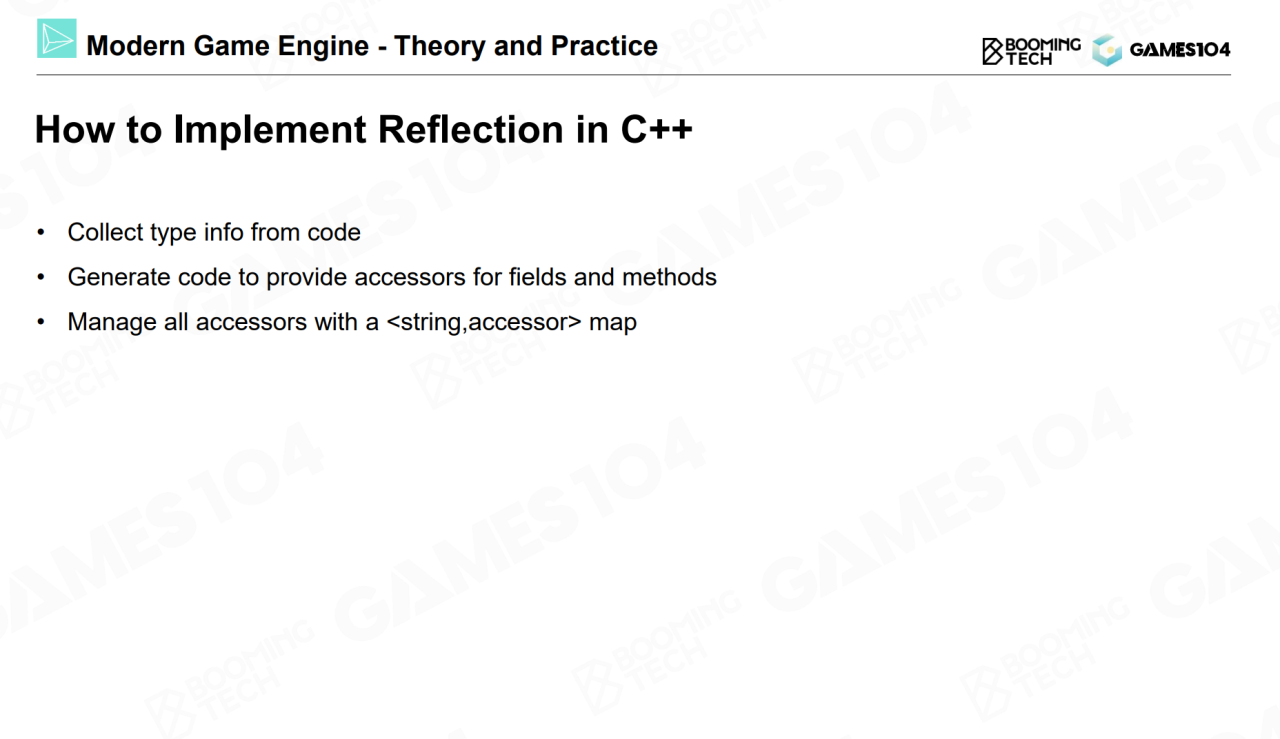 Modern Game Engine - Theory and Practice
BOOMING
TECH
GAMES104
How to Implement Reflection in C++
• Collect type info from code
• Generate code to provide accessors for fields and methods
• Manage all accessors with a <string,accessor> map